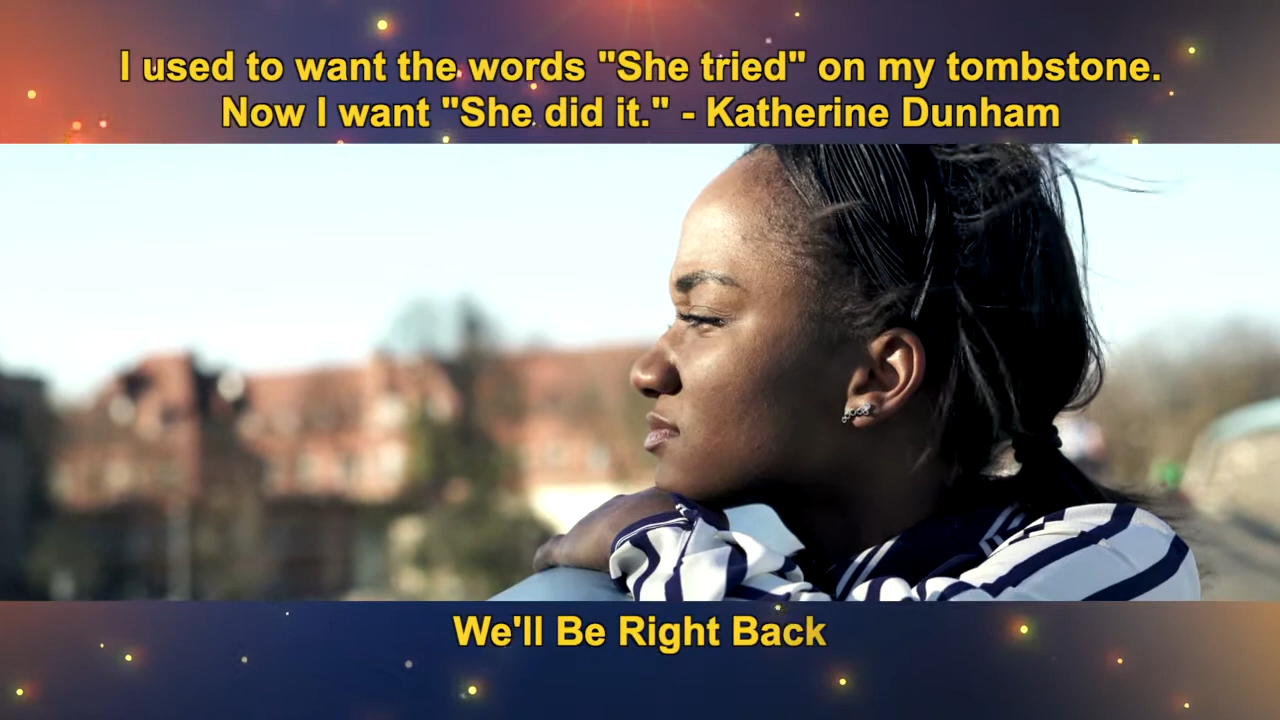 I used to want the words "She tried" on my tombstone.
Now I want "She did it." - Katherine Dunham
We'll Be Right Back